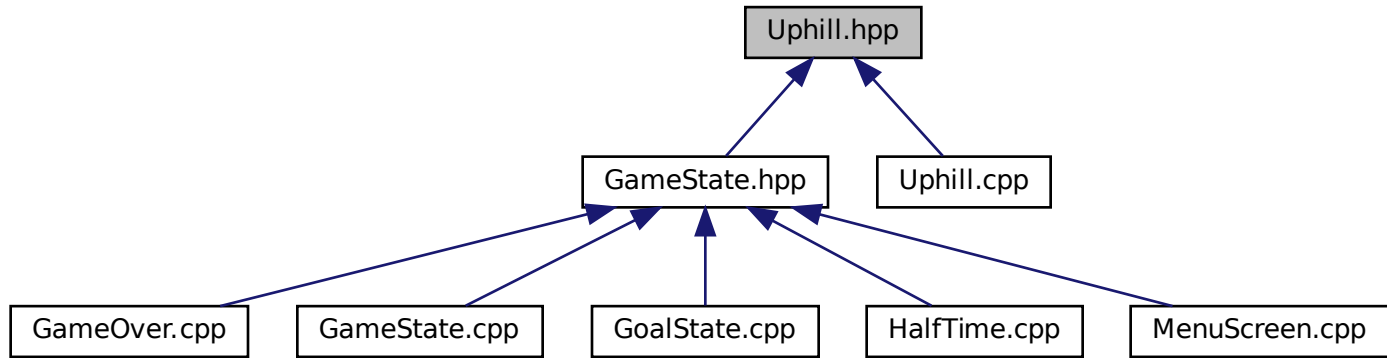 Uphill.hpp
GameState.hpp
Uphill.cpp
GameOver.cpp
GameState.cpp
GoalState.cpp
HalfTime.cpp
MenuScreen.cpp